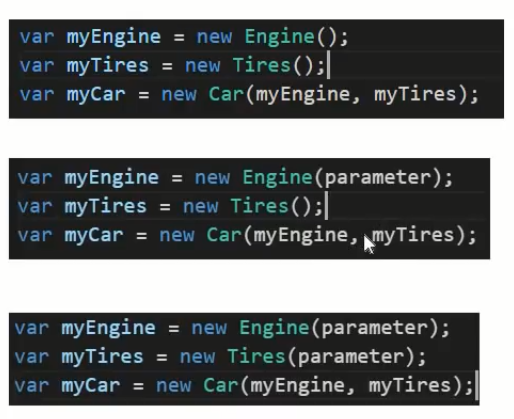 var myEngine = new Engine();
var myTires = new Tires();
var myCar = new Car(myEngine, myTires);
var myEngine = new Engine(parameter);
var myTires = new Tires();
var myCar = new Car(myEngine, myTires);
var myEngine = new Engine(parameter);
var myTires = new Tires(parameter);
var myCar = new Car(myEngine, myTires);